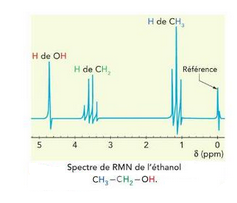 H de CH₃
H de OH
H de CH₂
Référence
5 4 3 2 1 0
δ (ppm)
Spectre de RMN de l'éthanol
CH₃–CH₂–OH.